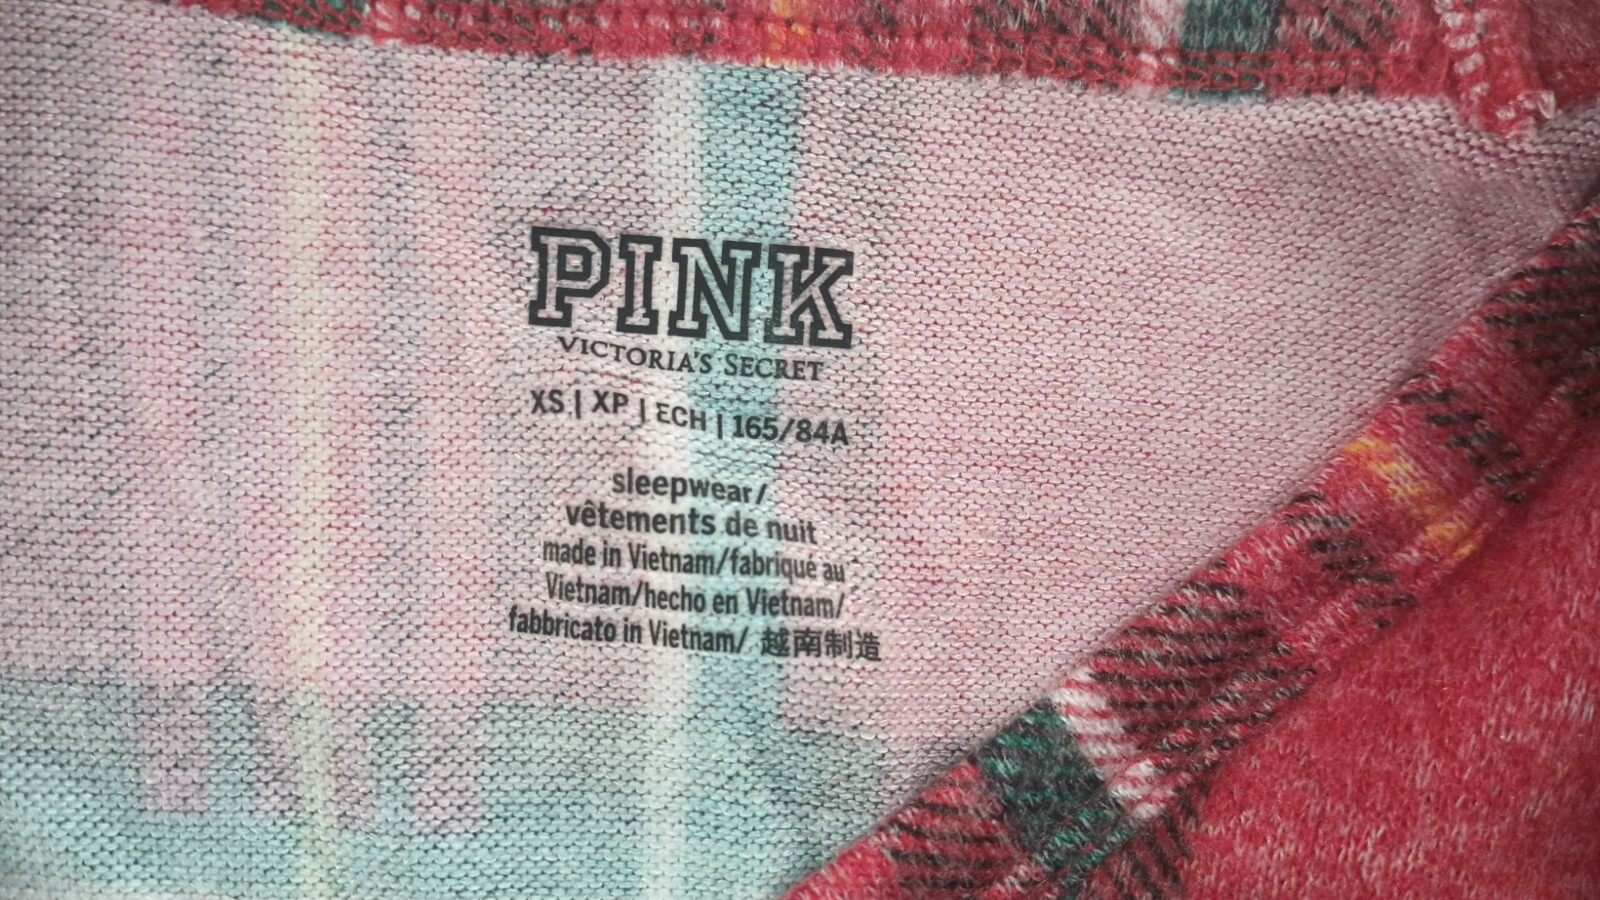 PINK
VICTORIA'S SECRET
XS | XP | ECH | 165/84A
sleepwear/
vêtements de nuit
made in Vietnam/fabriqué au
Vietnam/hecho en Vietnam/
fabbricato in Vietnam/ 越南制造